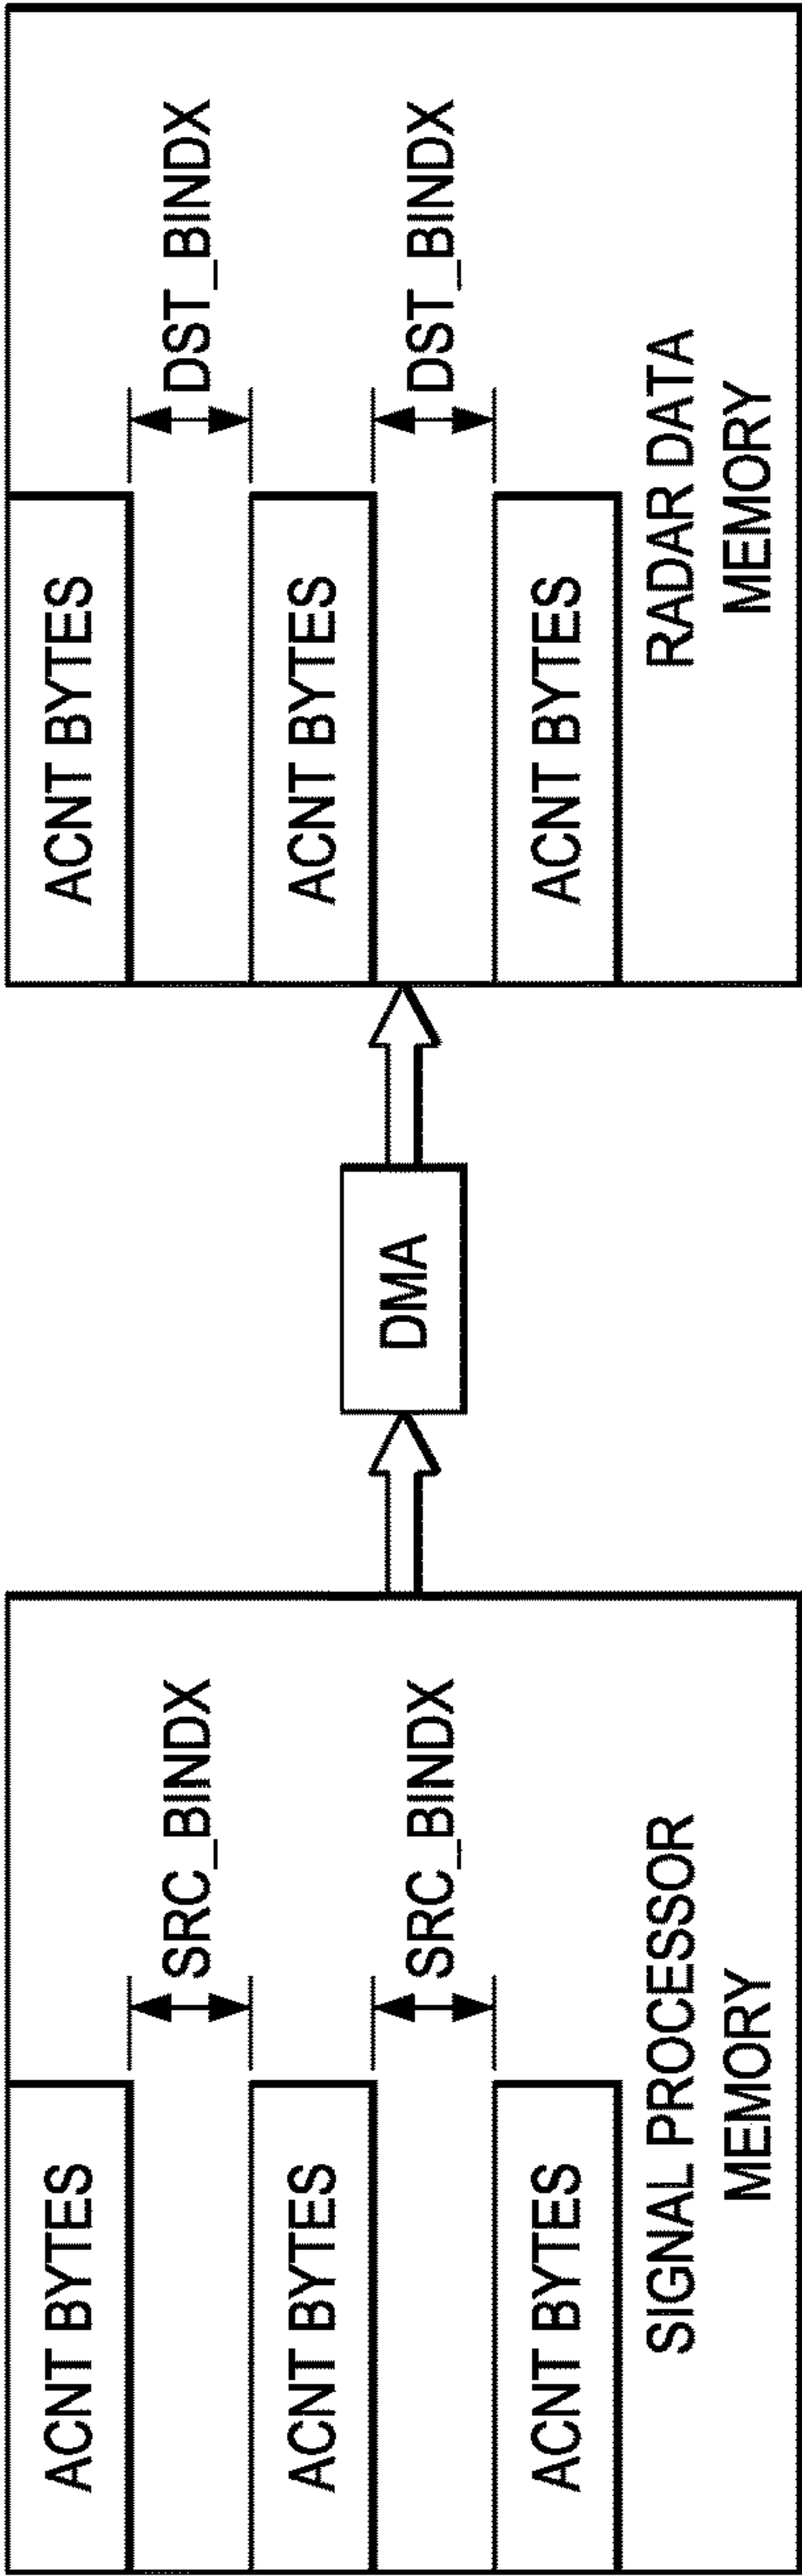 ACNT BYTES
SRC_BINDX
ACNT BYTES
SRC_BINDX
ACNT BYTES
SIGNAL PROCESSOR
MEMORY
DMA
ACNT BYTES
DST_BINDX
ACNT BYTES
DST_BINDX
ACNT BYTES
RADAR DATA
MEMORY